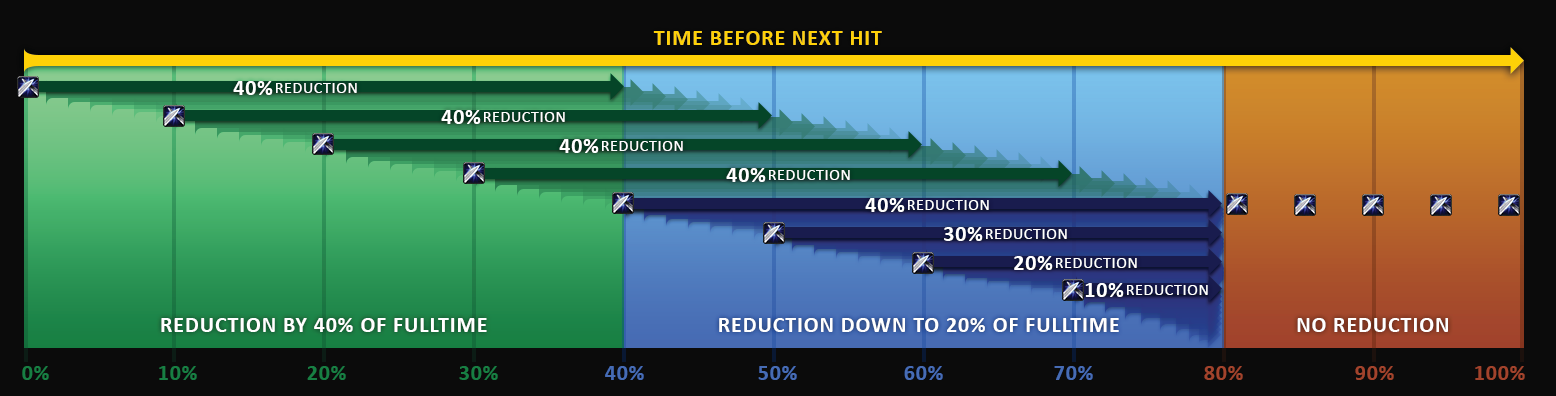 TIME BEFORE NEXT HIT
40% REDUCTION
40% REDUCTION
40% REDUCTION
40% REDUCTION
40% REDUCTION
30% REDUCTION
20% REDUCTION
10% REDUCTION
REDUCTION BY 40% OF FULLTIME
REDUCTION DOWN TO 20% OF FULLTIME
NO REDUCTION
0%
10%
20%
30%
40%
50%
60%
70%
80%
90%
100%